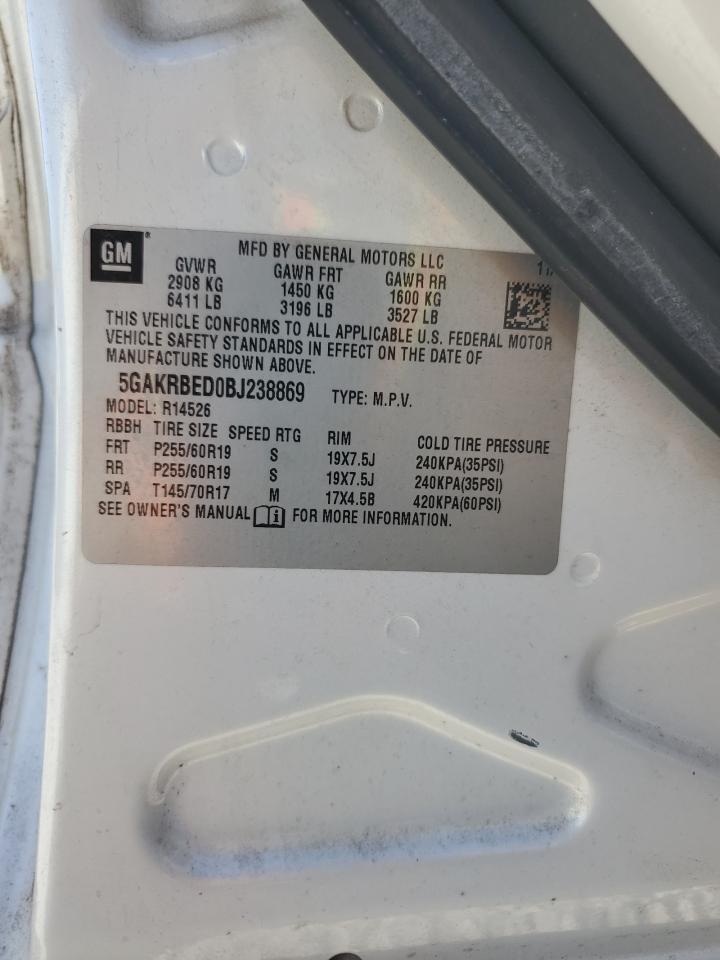 GM®
MFD BY GENERAL MOTORS LLC
GVWR GAWR FRT GAWR RR
2908 KG 1450 KG 1600 KG
6411 LB 3196 LB 3527 LB
THIS VEHICLE CONFORMS TO ALL APPLICABLE U.S. FEDERAL MOTOR
VEHICLE SAFETY STANDARDS IN EFFECT ON THE DATE OF
MANUFACTURE SHOWN ABOVE.
5GAKRBED0BJ238869 TYPE: M.P.V.
MODEL: R14526
RBBH TIRE SIZE SPEED RTG RIM COLD TIRE PRESSURE
FRT P255/60R19 S 19X7.5J 240KPA(35PSI)
RR P255/60R19 S 19X7.5J 240KPA(35PSI)
SPA T145/70R17 M 17X4.5B 420KPA(60PSI)
SEE OWNER'S MANUAL i FOR MORE INFORMATION.